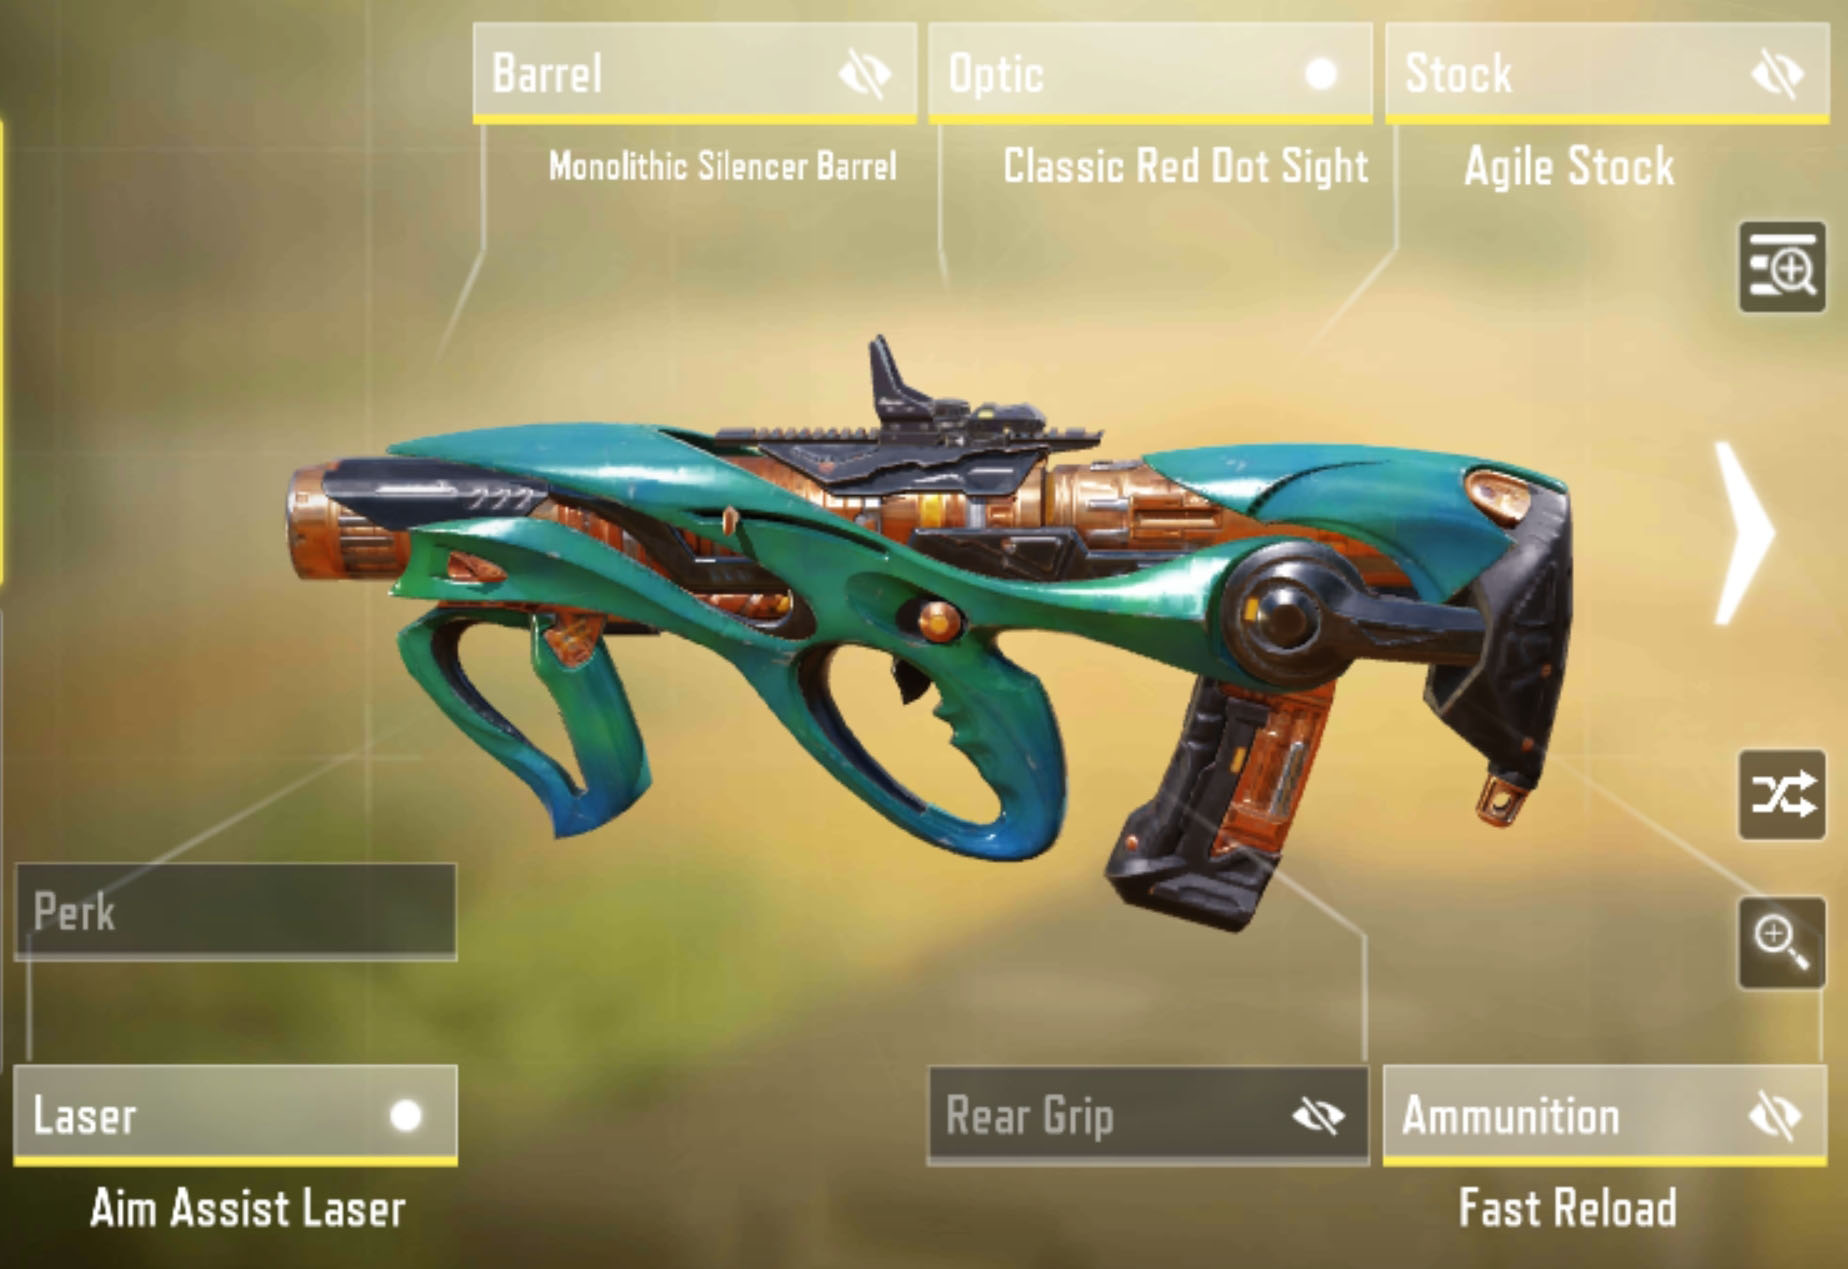 Barrel
Optic
Stock
Monolithic Silencer Barrel
Classic Red Dot Sight
Agile Stock
Perk
Laser
Rear Grip
Ammunition
Aim Assist Laser
Fast Reload